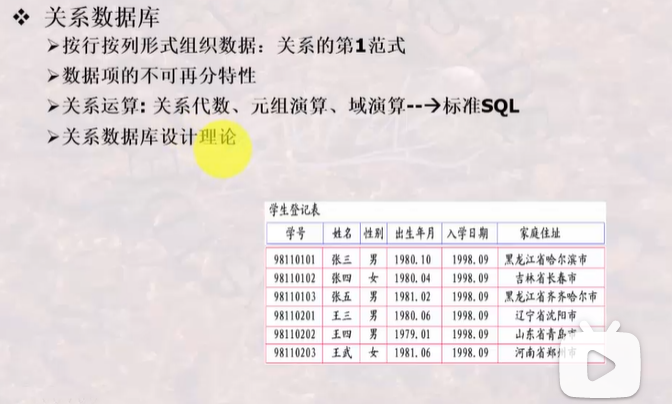 ❖ 关系数据库
➢按行按列形式组织数据：关系的第1范式
➢数据项的不可再分特性
➢关系运算: 关系代数、元组演算、域演算--→标准SQL
➢关系数据库设计理论
学生登记表
学号 姓名 性别 出生年月 入学日期 家庭住址
98110101 张三 男 1980.10 1998.09 黑龙江省哈尔滨市
98110102 张四 女 1980.04 1998.09 吉林省长春市
98110103 张五 男 1981.02 1998.09 黑龙江省齐齐哈尔市
98110201 王三 男 1980.06 1998.09 辽宁省沈阳市
98110202 王四 男 1979.01 1998.09 山东省青岛市
98110203 王武 女 1981.06 1998.09 河南省郑州市